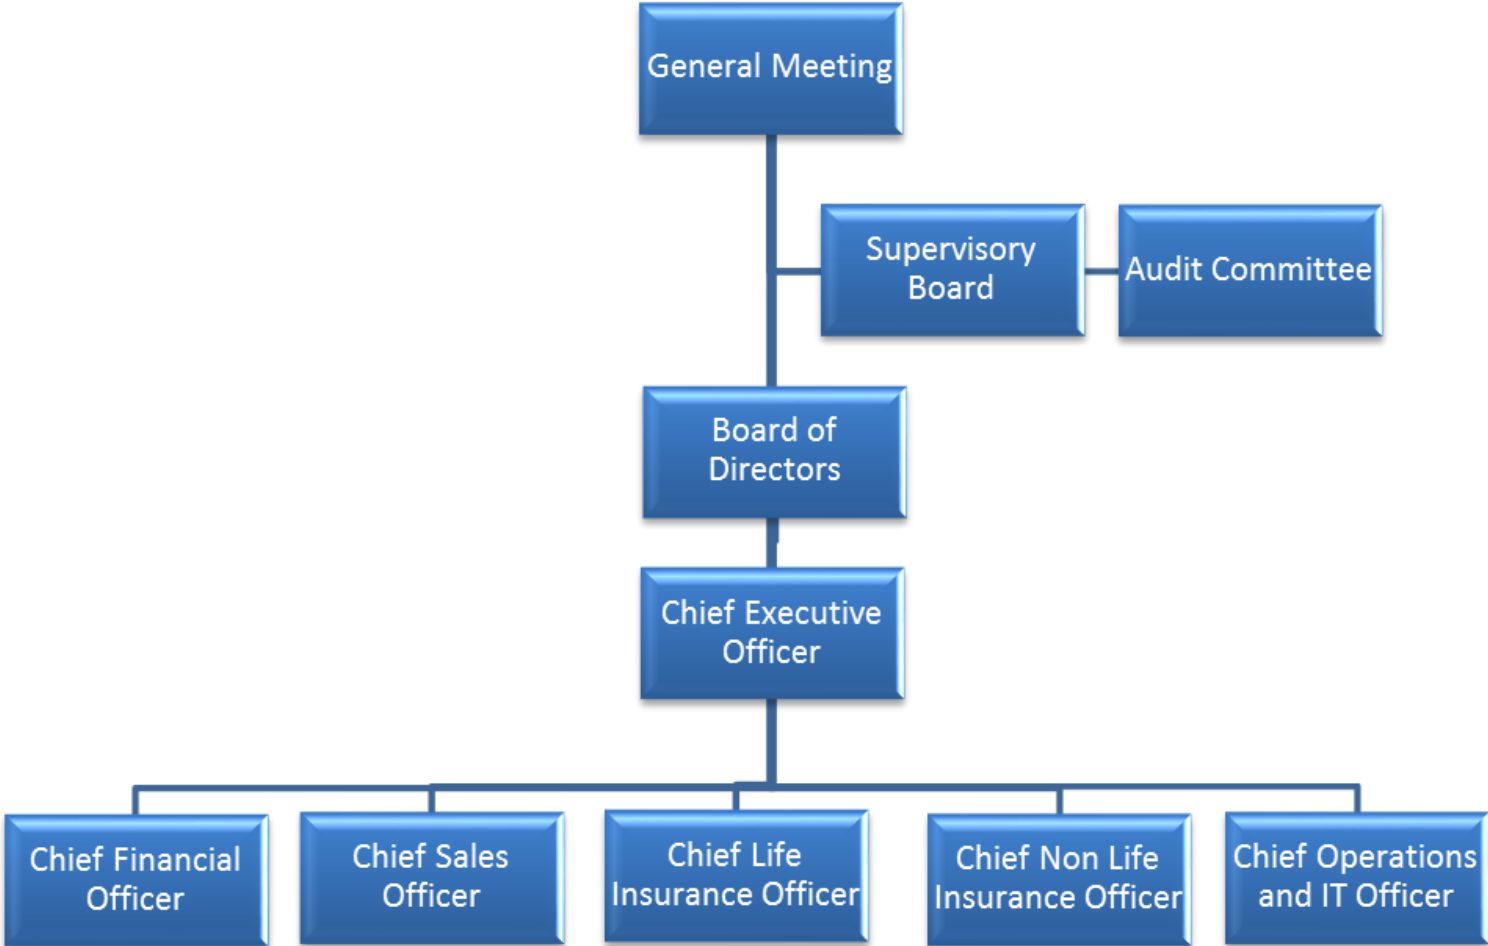 General Meeting
Supervisory
Board
Audit Committee
Board of
Directors
Chief Executive
Officer
Chief Financial
Officer
Chief Sales
Officer
Chief Life
Insurance Officer
Chief Non Life
Insurance Officer
Chief Operations
and IT Officer